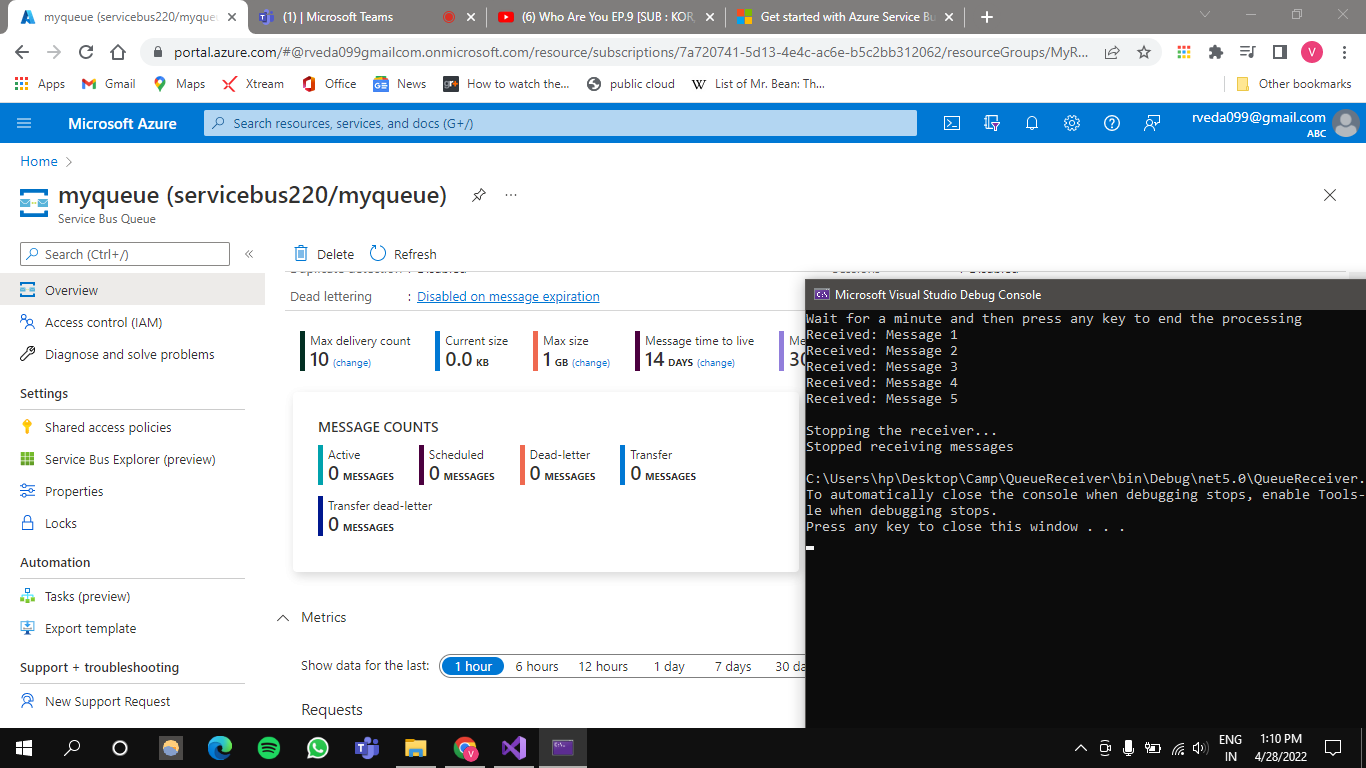 myqueue (servicebus220/myqueue
(1) | Microsoft Teams
(6) Who Are You EP.9 [SUB : KOR,
Get started with Azure Service Bu
portal.azure.com/#@rveda099gmailcom.onmicrosoft.com/resource/subscriptions/7a720741-5d13-4e4c-ac6e-b5c2bb312062/resourceGroups/MyR...
V
Apps
Gmail
Maps
Xtream
Office
News
How to watch the...
public cloud
List of Mr. Bean: Th...
Other bookmarks
Microsoft Azure
Search resources, services, and docs (G+/)
rveda099@gmail.com
ABC
Home
myqueue (servicebus220/myqueue)
Service Bus Queue
Search (Ctrl+/)
«
Delete
Refresh
Overview
Access control (IAM)
Diagnose and solve problems
Settings
Shared access policies
Service Bus Explorer (preview)
Properties
Locks
Automation
Tasks (preview)
Export template
Support + troubleshooting
New Support Request
Dead lettering : Disabled on message expiration
Max delivery count
10 (change)
Current size
0.0 KB
Max size
1 GB (change)
Message time to live
14 DAYS (change)
MESSAGE COUNTS
Active
0 MESSAGES
Scheduled
0 MESSAGES
Dead-letter
0 MESSAGES
Transfer
0 MESSAGES
Transfer dead-letter
0 MESSAGES
Metrics
Show data for the last: 1 hour 6 hours 12 hours 1 day 7 days 30 da
Requests
Microsoft Visual Studio Debug Console
Wait for a minute and then press any key to end the processing
Received: Message 1
Received: Message 2
Received: Message 3
Received: Message 4
Received: Message 5
Stopping the receiver...
Stopped receiving messages
C:\Users\hp\Desktop\Camp\QueueReceiver\bin\Debug\net5.0\QueueReceiver.
To automatically close the console when debugging stops, enable Tools-
le when debugging stops.
Press any key to close this window . . .
ENG
IN
1:10 PM
4/28/2022